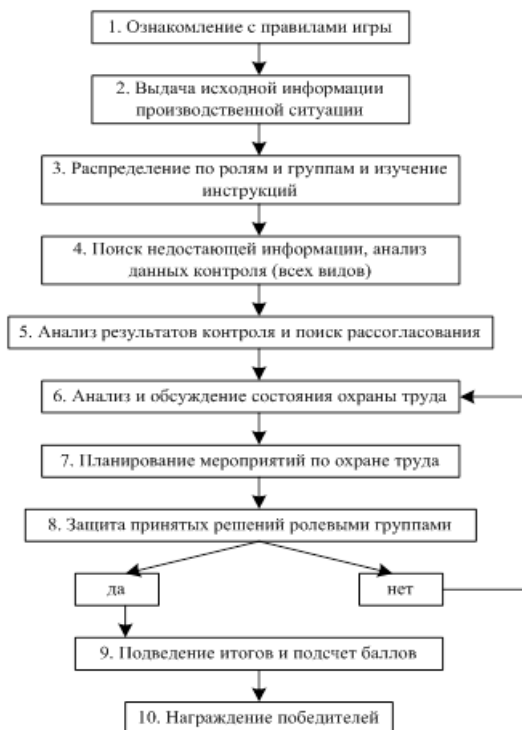 1. Ознакомление с правилами игры
2. Выдача исходной информации
производственной ситуации
3. Распределение по ролям и группам и изучение
инструкций
4. Поиск недостающей информации, анализ
данных контроля (всех видов)
5. Анализ результатов контроля и поиск рассогласования
6. Анализ и обсуждение состояния охраны труда
7. Планирование мероприятий по охране труда
8. Защита принятых решений ролевыми группами
да
нет
9. Подведение итогов и подсчет баллов
10. Награждение победителей